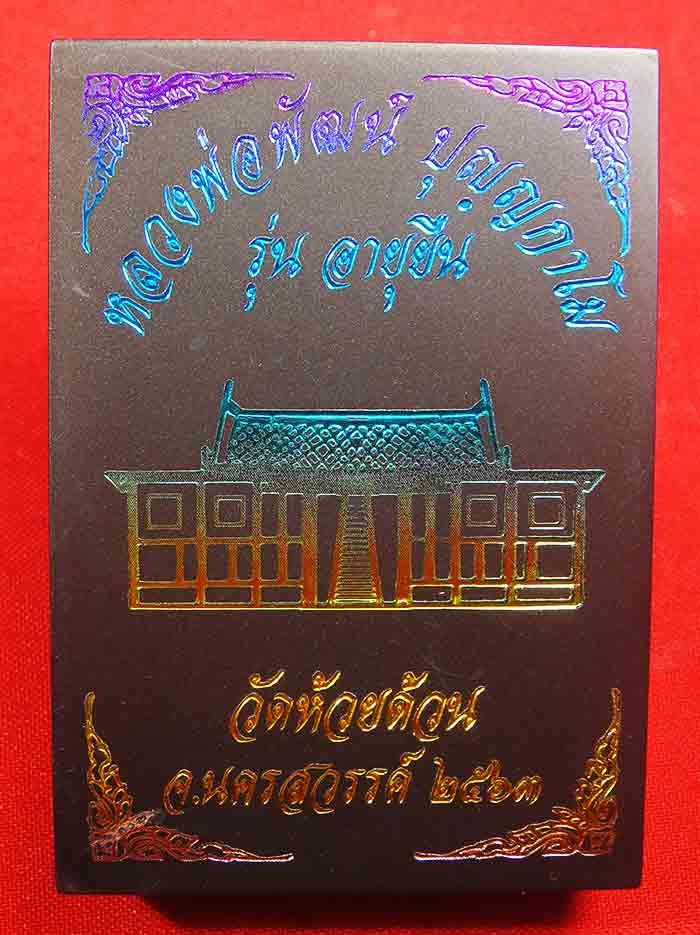 หลวงพ่อพัฒน์ ปุญฺญกาโม
รุ่น อายุยืน
วัดห้วยด้วน
จ.นครสวรรค์ ๒๕๖๓